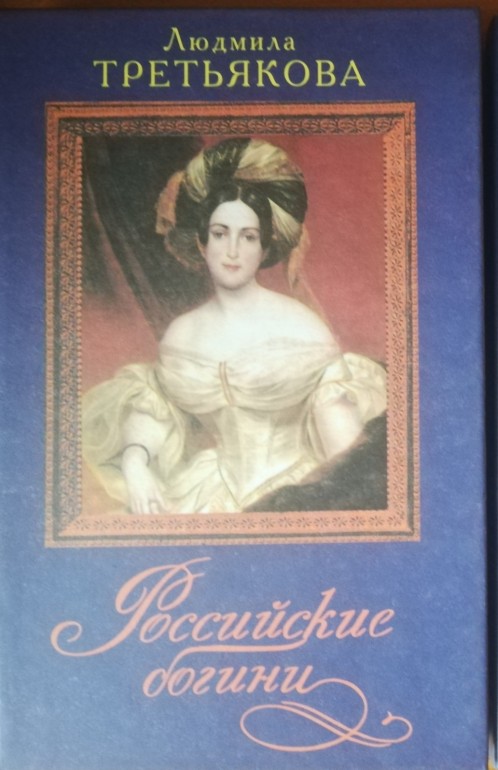 Людмила
ТРЕТЬЯКОВА
Российские
богини